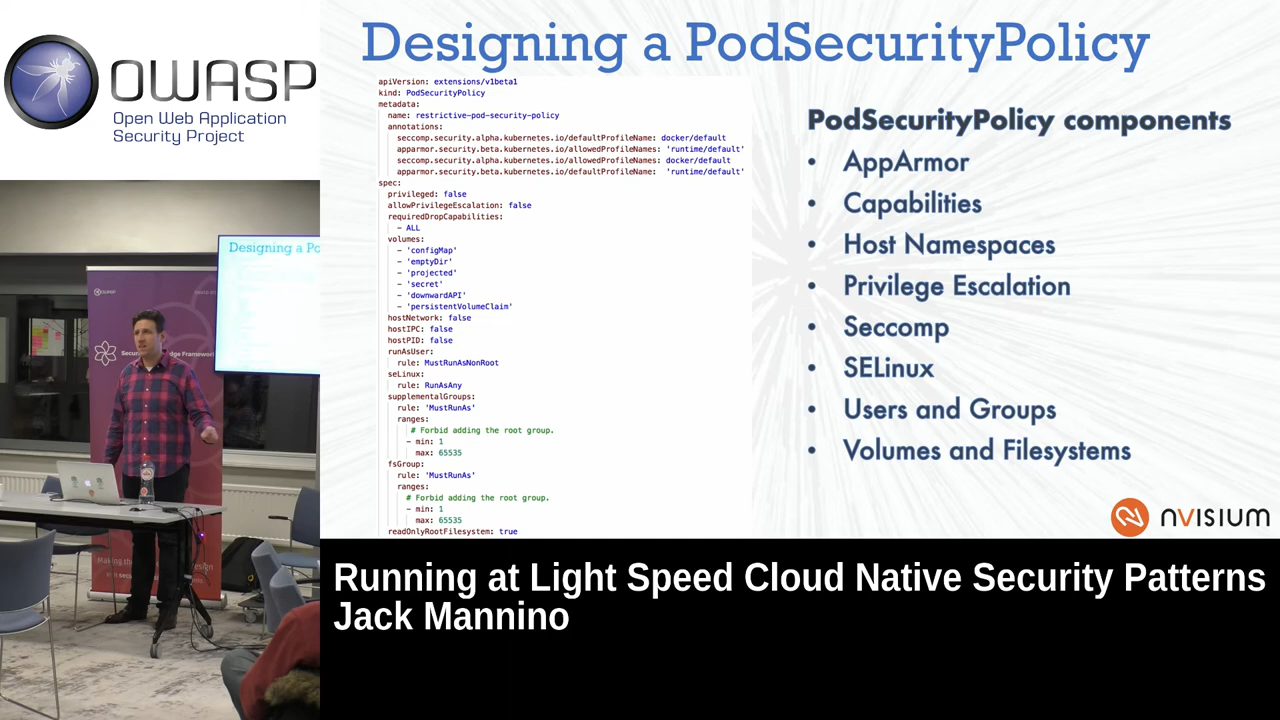 OWASP
Open Web Application
Security Project
Designing a PodSecurityPolicy
apiVersion: extensions/v1beta1
kind: PodSecurityPolicy
metadata:
name: restrictive-pod-security-policy
annotations:
seccomp.security.alpha.kubernetes.io/defaultProfileName: docker/default
apparmor.security.beta.kubernetes.io/allowedProfileNames: 'runtime/default'
seccomp.security.alpha.kubernetes.io/allowedProfileNames: docker/default
apparmor.security.beta.kubernetes.io/defaultProfileName: 'runtime/default'
spec:
privileged: false
allowPrivilegeEscalation: false
requiredDropCapabilities:
- ALL
volumes:
- 'configMap'
- 'emptyDir'
- 'projected'
- 'secret'
- 'downwardAPI'
- 'persistentVolumeClaim'
hostNetwork: false
hostIPC: false
hostPID: false
runAsUser:
rule: MustRunAsNonRoot
seLinux:
rule: RunAsAny
supplementalGroups:
rule: 'MustRunAs'
ranges:
# Forbid adding the root group.
- min: 1
max: 65535
fsGroup:
rule: 'MustRunAs'
ranges:
# Forbid adding the root group.
- min: 1
max: 65535
readOnlyRootFilesystem: true
PodSecurityPolicy components
• AppArmor
• Capabilities
• Host Namespaces
• Privilege Escalation
• Seccomp
• SELinux
• Users and Groups
• Volumes and Filesystems
nVISIUM
Designing a Po
OWASP
Making th
Running at Light Speed Cloud Native Security Patterns
Jack Mannino